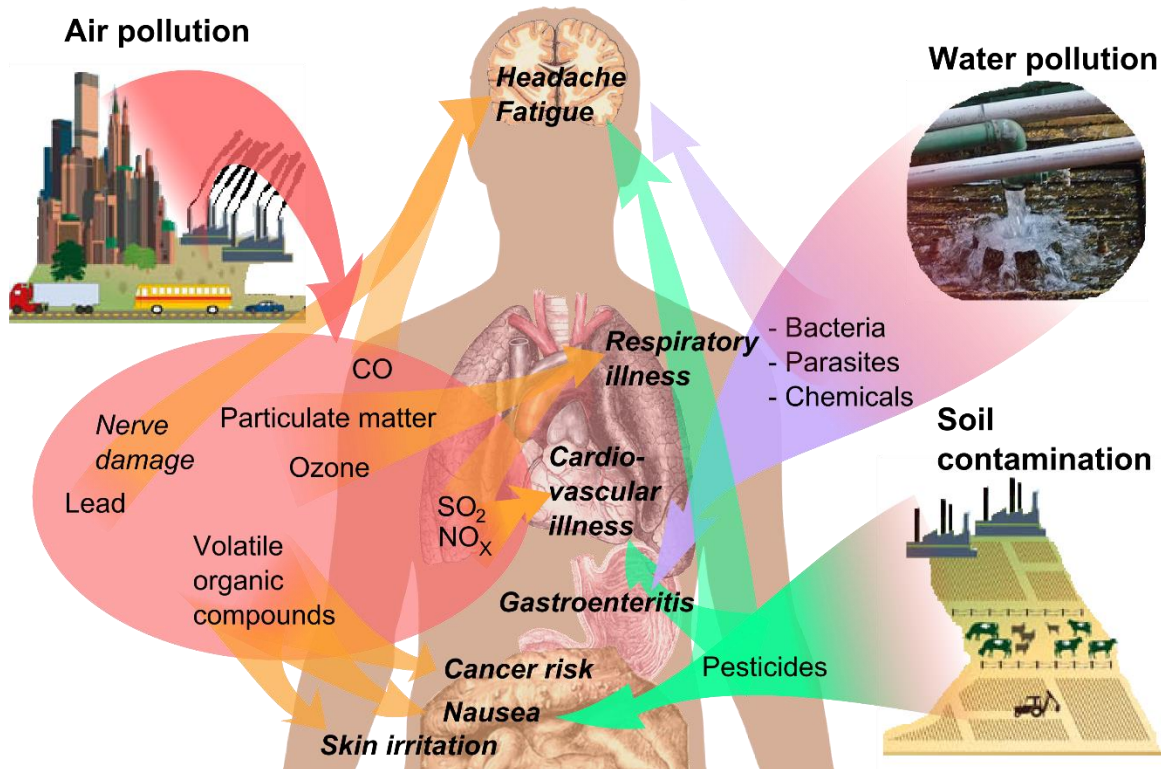 Air pollution
Water pollution
Headache
Fatigue
Respiratory
illness
- Bacteria
- Parasites
- Chemicals
CO
Particulate matter
Nerve
damage
Ozone
Lead
Cardio-
vascular
illness
SO₂
NOₓ
Soil
contamination
Volatile
organic
compounds
Gastroenteritis
Pesticides
Cancer risk
Nausea
Skin irritation